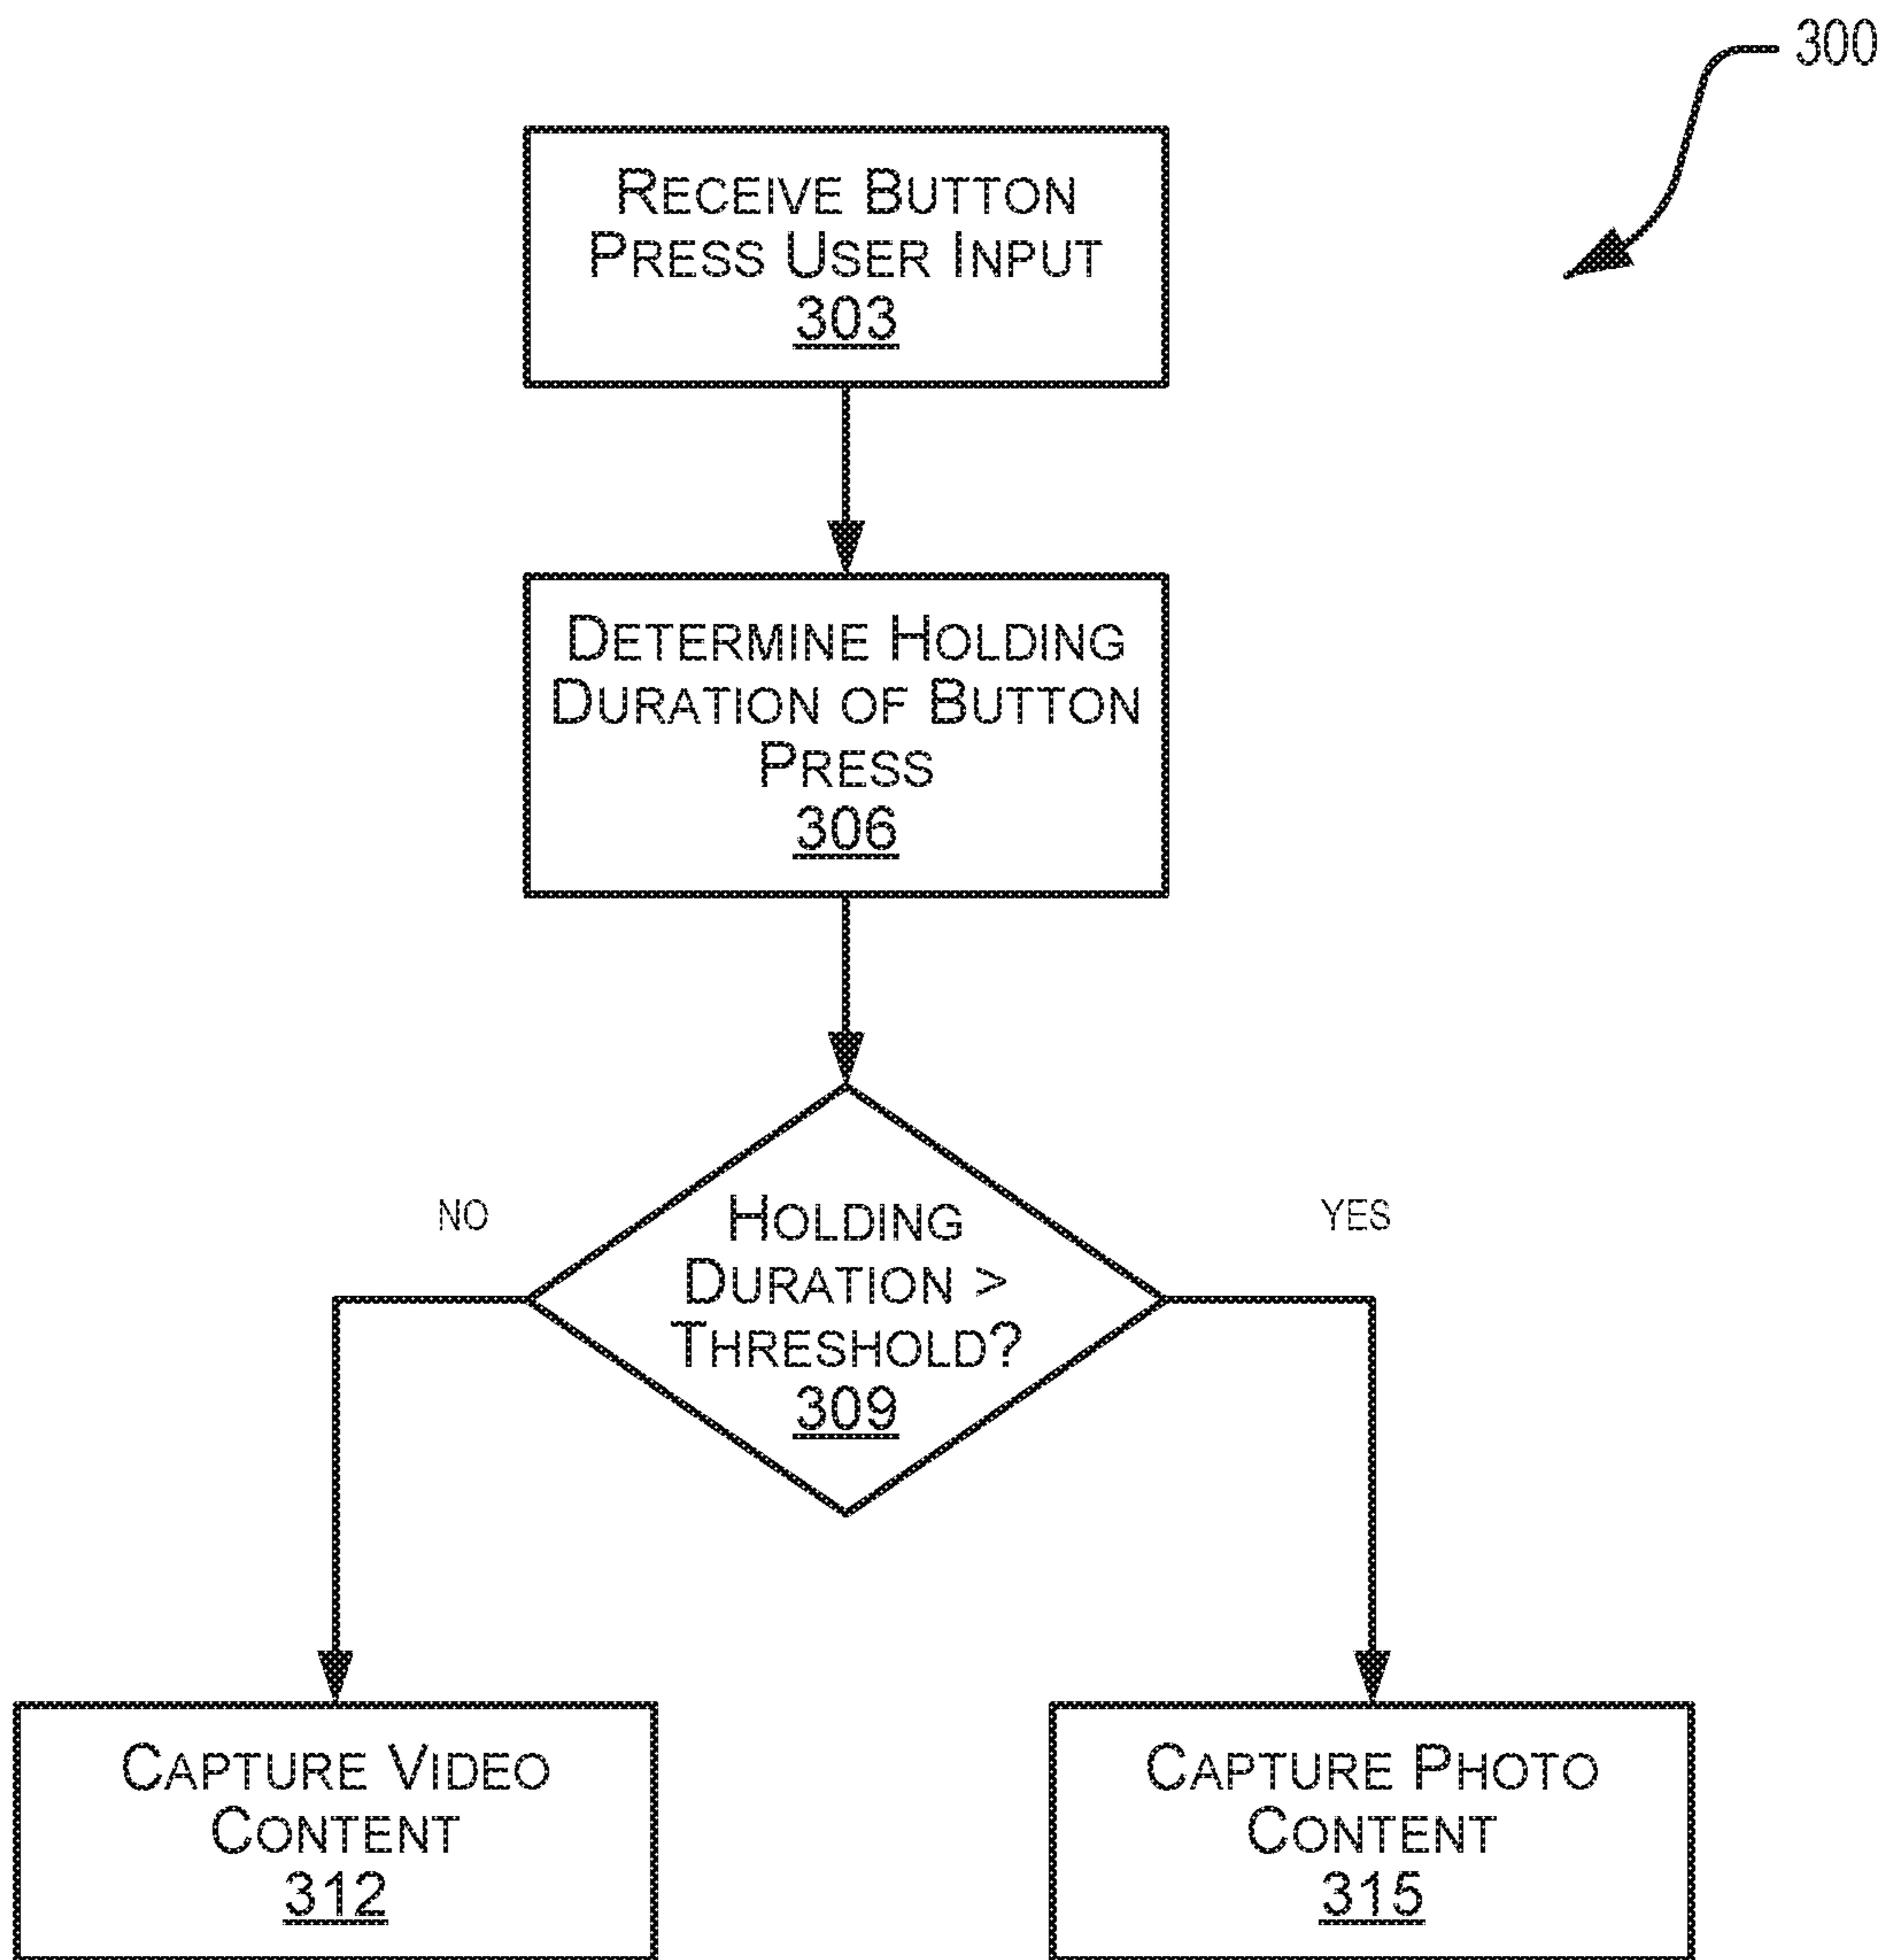 300
RECEIVE BUTTON
PRESS USER INPUT
303
DETERMINE HOLDING
DURATION OF BUTTON
PRESS
306
NO
YES
HOLDING
DURATION >
THRESHOLD?
309
CAPTURE VIDEO
CONTENT
312
CAPTURE PHOTO
CONTENT
315